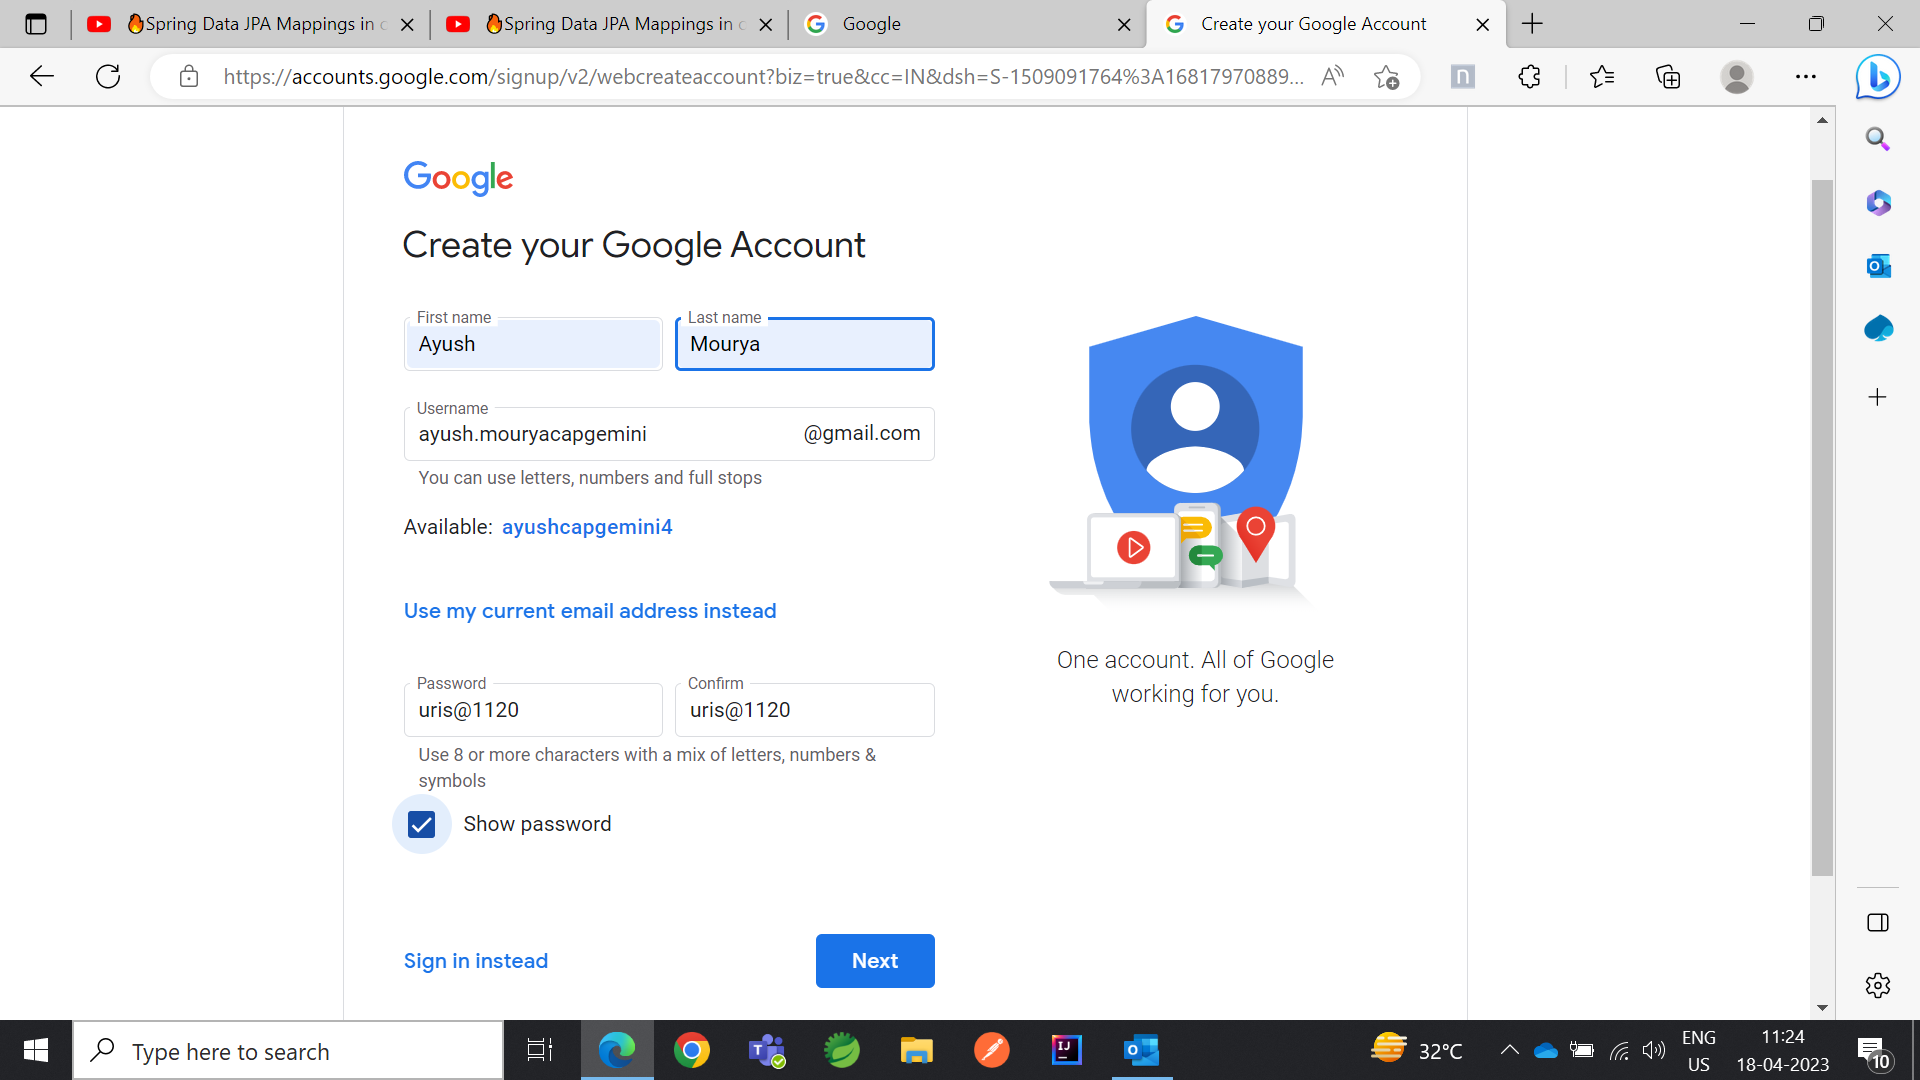 🔥Spring Data JPA Mappings in
🔥Spring Data JPA Mappings in
Google
Create your Google Account
https://accounts.google.com/signup/v2/webcreateaccount?biz=true&cc=IN&dsh=S-1509091764%3A16817970889...
Google
Create your Google Account
First name
Last name
Ayush
Mourya
Username
ayush.mouryacapgemini
@gmail.com
You can use letters, numbers and full stops
Available: ayushcapgemini4
Use my current email address instead
One account. All of Google
working for you.
Password
Confirm
uris@1120
uris@1120
Use 8 or more characters with a mix of letters, numbers &
symbols
Show password
Sign in instead
Next
Type here to search
32°C
ENG
US
11:24
18-04-2023
10